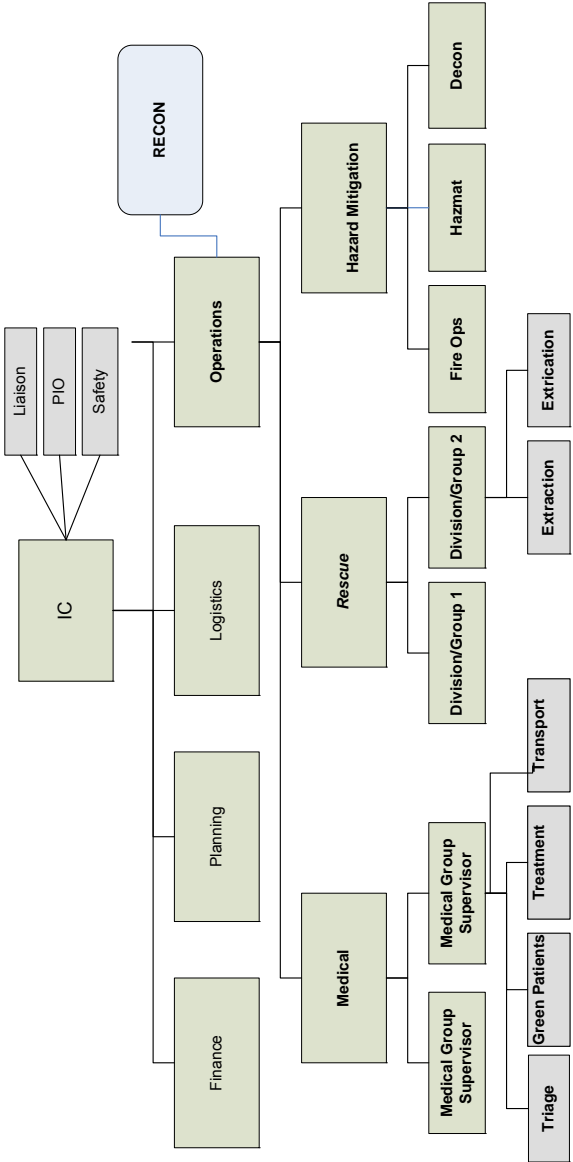 Liaison
PIO
Safety
IC
RECON
Finance
Planning
Logistics
Operations
Medical
Rescue
Hazard Mitigation
Medical Group
Supervisor
Medical Group
Supervisor
Division/Group 1
Division/Group 2
Fire Ops
Hazmat
Decon
Triage
Green Patients
Treatment
Transport
Extraction
Extrication